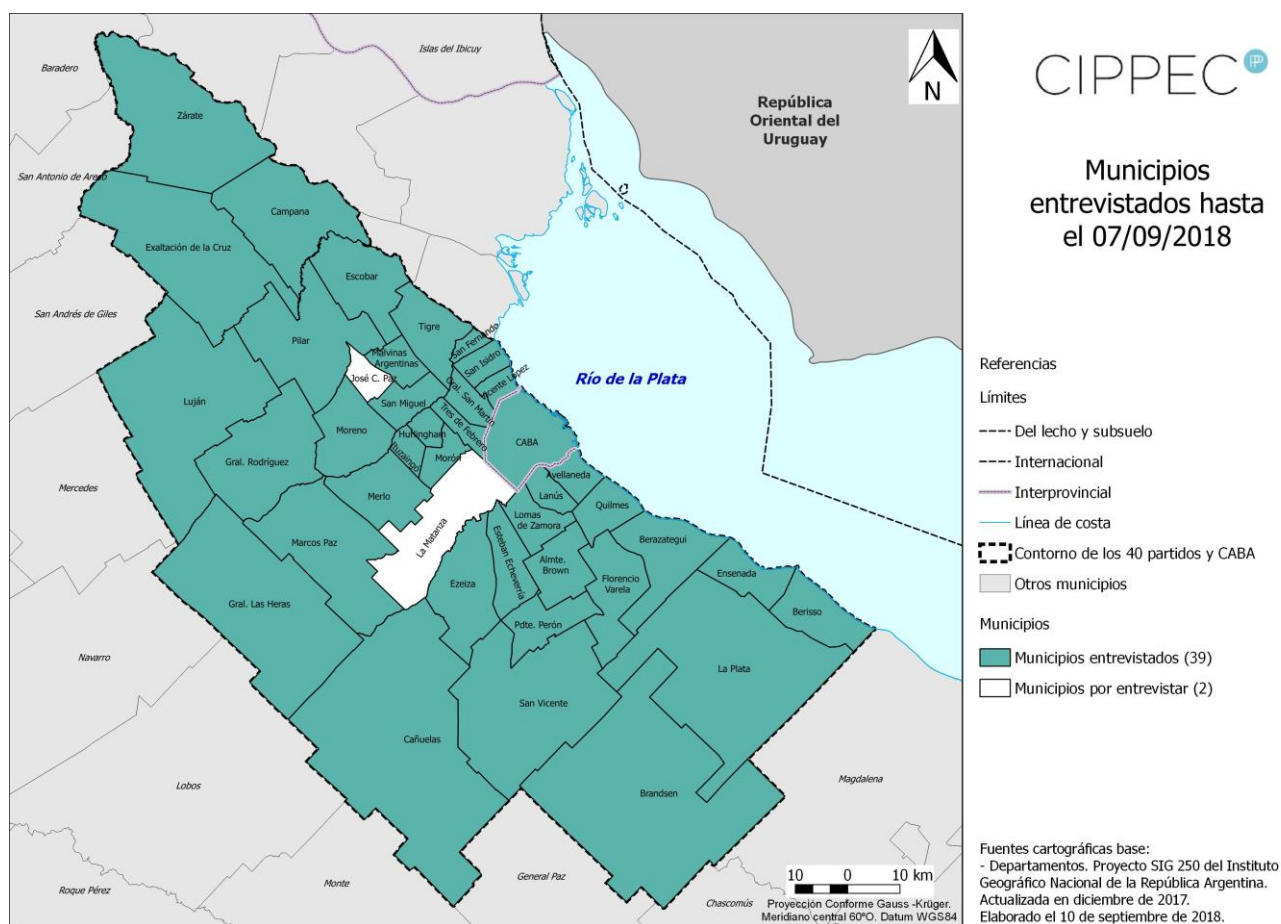 Islas del Ibicuy
Baradero
Zárate
República
Oriental del
Uruguay
N
San Antonio de Areco
Campana
Exaltación de la Cruz
Escobar
San Andrés de Giles
Tigre
San Fernando
Pilar
Malvinas
Argentinas
San Isidro
José C. Paz
Vicente López
Río de la Plata
Luján
San Miguel
Gral. San Martín
Tres de Febrero
Moreno
Hurlingham
CABA
Ituzaingó
Morón
Gral. Rodríguez
Avellaneda
Mercedes
Merlo
Lanús
Quilmes
La Matanza
Lomas
de Zamora
Marcos Paz
Esteban Echeverría
Berazategui
Almte.
Brown
Ezeiza
Florencio
Varela
Ensenada
Gral. Las Heras
Berisso
Pdte. Perón
Navarro
La Plata
San Vicente
Cañuelas
Lobos
Magdalena
Brandsen
Roque Pérez
Monte
General Paz
Chascomús
10 0 10 km
Proyección Conforme Gauss -Krüger.
Meridiano central 60ºO. Datum WGS84
CIPPEC
PP
Municipios
entrevistados hasta
el 07/09/2018
Referencias
Límites
Del lecho y subsuelo
Internacional
Interprovincial
Línea de costa
Contorno de los 40 partidos y CABA
Otros municipios
Municipios
Municipios entrevistados (39)
Municipios por entrevistar (2)
Fuentes cartográficas base:
- Departamentos. Proyecto SIG 250 del Instituto
Geográfico Nacional de la República Argentina.
Actualizada en diciembre de 2017.
Elaborado el 10 de septiembre de 2018.